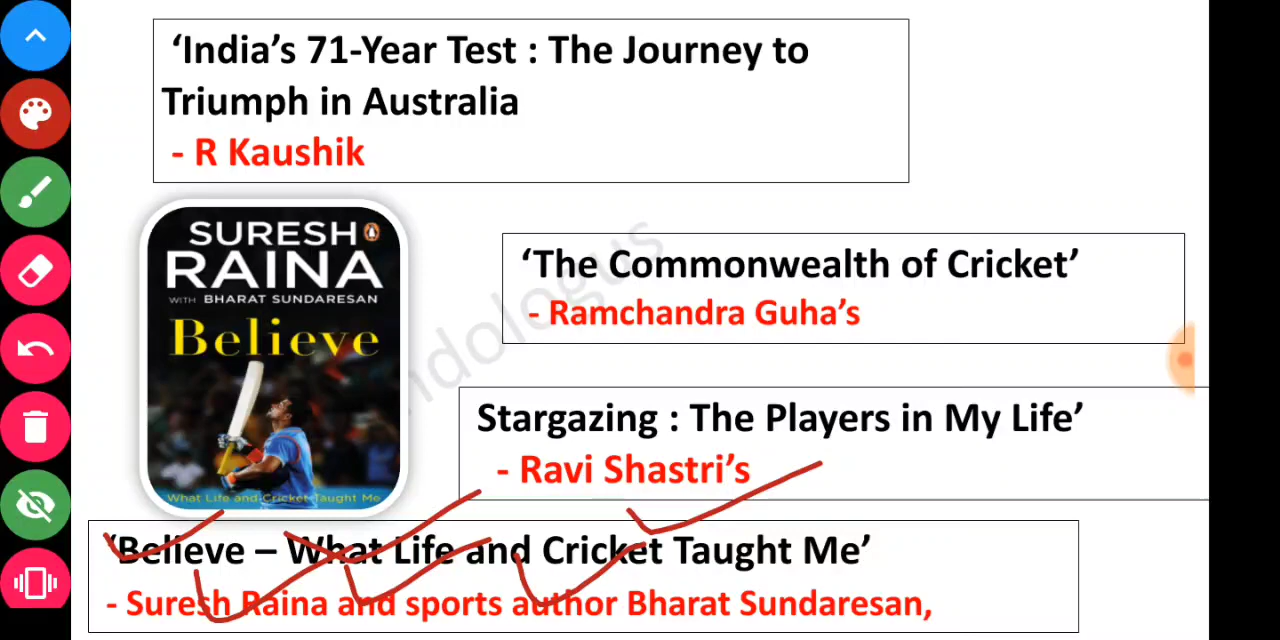 ‘India’s 71-Year Test : The Journey to
Triumph in Australia
- R Kaushik
SURESH
RAINA
WITH BHARAT SUNDARESAN
Believe
What Life and Cricket Taught Me
‘The Commonwealth of Cricket’
- Ramchandra Guha’s
Stargazing : The Players in My Life’
- Ravi Shastri’s
‘Believe – What Life and Cricket Taught Me’
- Suresh Raina and sports author Bharat Sundaresan,